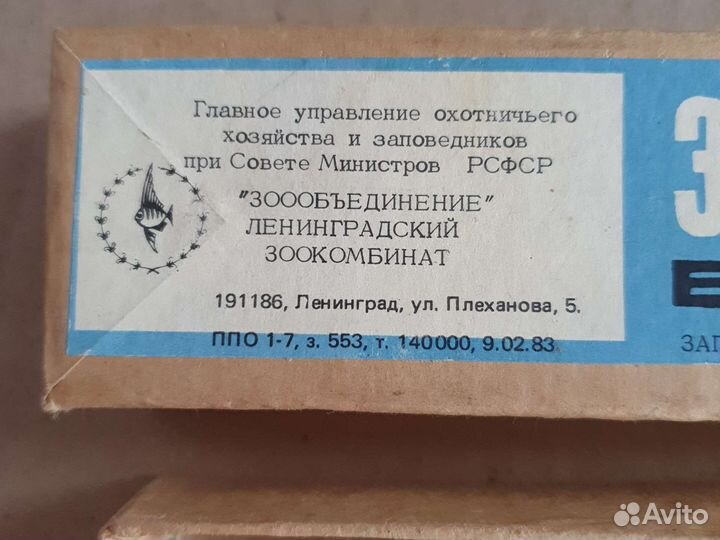 Главное управление охотничьего
хозяйства и заповедников
при Совете Министров РСФСР
"ЗОООБЪЕДИНЕНИЕ"
ЛЕНИНГРАДСКИЙ
ЗООКОМБИНАТ
191186, Ленинград, ул. Плеханова, 5.
ППО 1-7, з. 553, т. 140000, 9.02.83
Avito